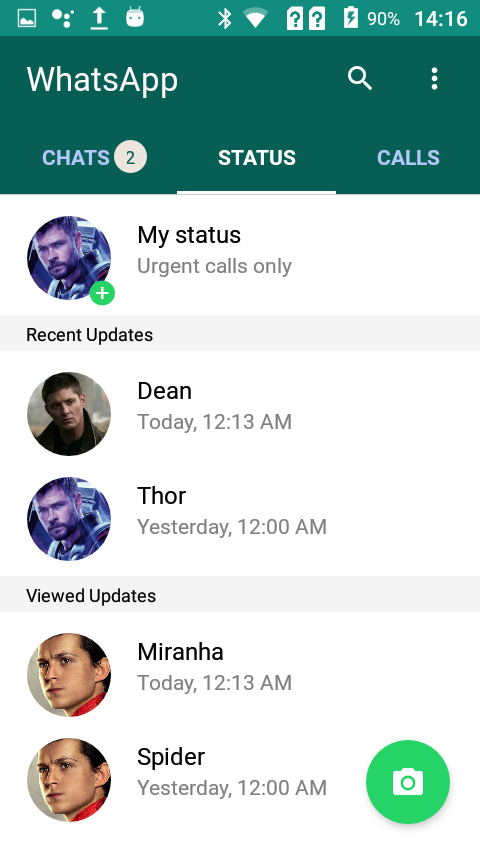 90% 14:16
WhatsApp
CHATS 2 STATUS CALLS
My status
Urgent calls only
Recent Updates
Dean
Today, 12:13 AM
Thor
Yesterday, 12:00 AM
Viewed Updates
Miranha
Today, 12:13 AM
Spider
Yesterday, 12:00 AM